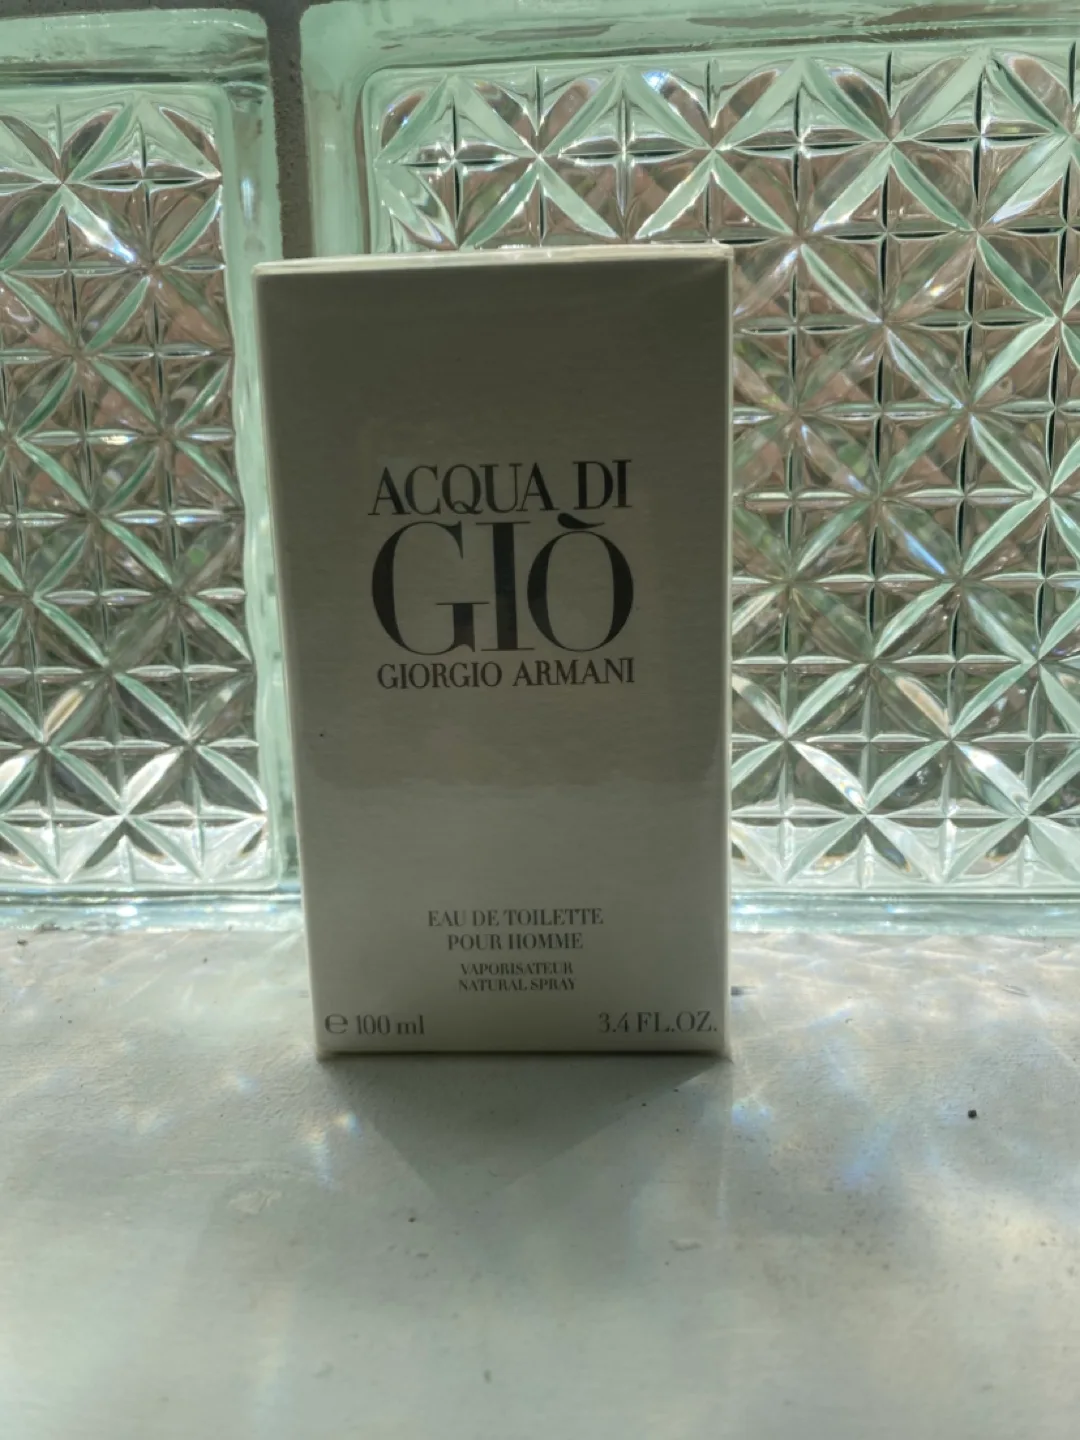 ACQUA DI
GIÒ
GIORGIO ARMANI
EAU DE TOILETTE
POUR HOMME
VAPORISATEUR
NATURAL SPRAY
℮ 100 ml 3.4 FL.OZ.